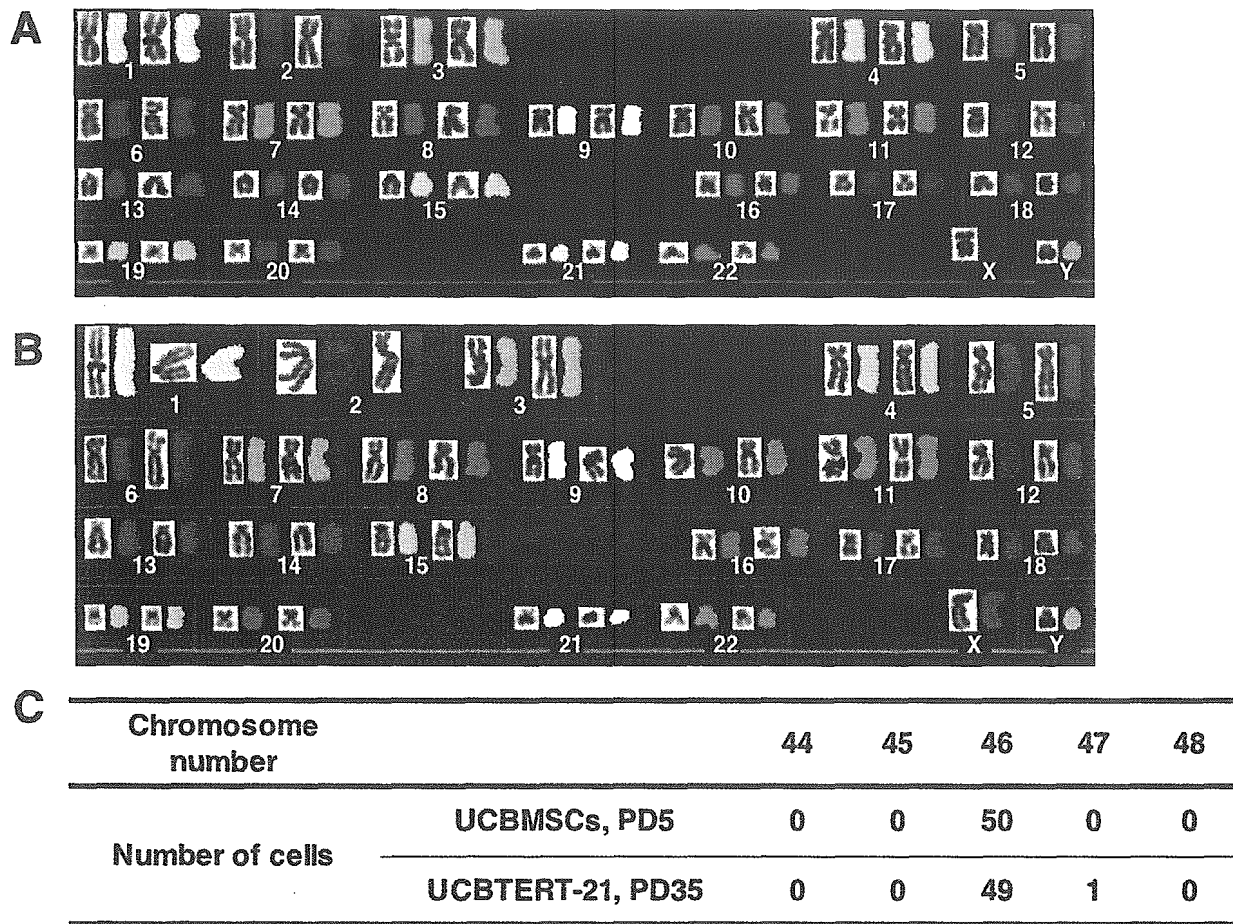 A
1 2 3 4 5
6 7 8 9 10 11 12
13 14 15 16 17 18
19 20 21 22 X Y
B
1 2 3 4 5
6 7 8 9 10 11 12
13 14 15 16 17 18
19 20 21 22 X Y
C
Chromosome number 44 45 46 47 48
Number of cells
UCBMSCs, PD5 0 0 50 0 0
UCBTERT-21, PD35 0 0 49 1 0